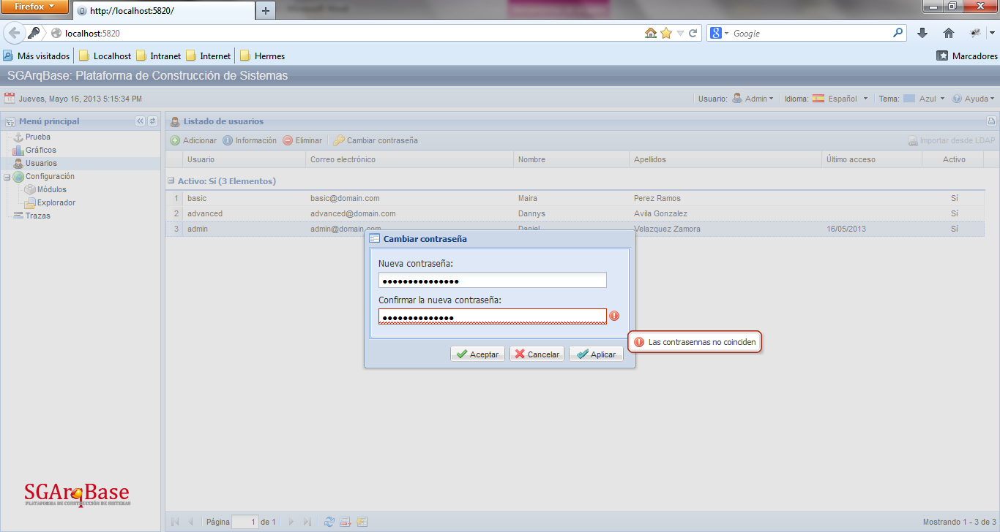 Firefox
http://localhost:5820/
localhost:5820
Google
Más visitados
Localhost
Intranet
Internet
Hermes
Marcadores
SGArqBase: Plataforma de Construcción de Sistemas
Jueves, Mayo 16, 2013 5:15:34 PM
Usuario: Admin
Idioma: Español
Tema: Azul
Ayuda
Menú principal
Prueba
Gráficos
Usuarios
Configuración
Módulos
Explorador
Trazas
Listado de usuarios
Adicionar Información Eliminar Cambiar contraseña Importar desde LDAP
Usuario Correo electrónico Nombre Apellidos Último acceso Activo
Activo: Sí (3 Elementos)
1 basic basic@domain.com Maira Perez Ramos Sí
2 advanced advanced@domain.com Dannys Avila Gonzalez Sí
3 admin admin@domain.com Daniel Velazquez Zamora 16/05/2013 Sí
Cambiar contraseña
Nueva contraseña:
•••••••••••••••
Confirmar la nueva contraseña:
••••••••••••••
Las contrasennas no coinciden
Aceptar Cancelar Aplicar
SGArqBase
PLATAFORMA DE CONSTRUCCIÓN DE SISTEMAS
Página 1 de 1
Mostrando 1 - 3 de 3